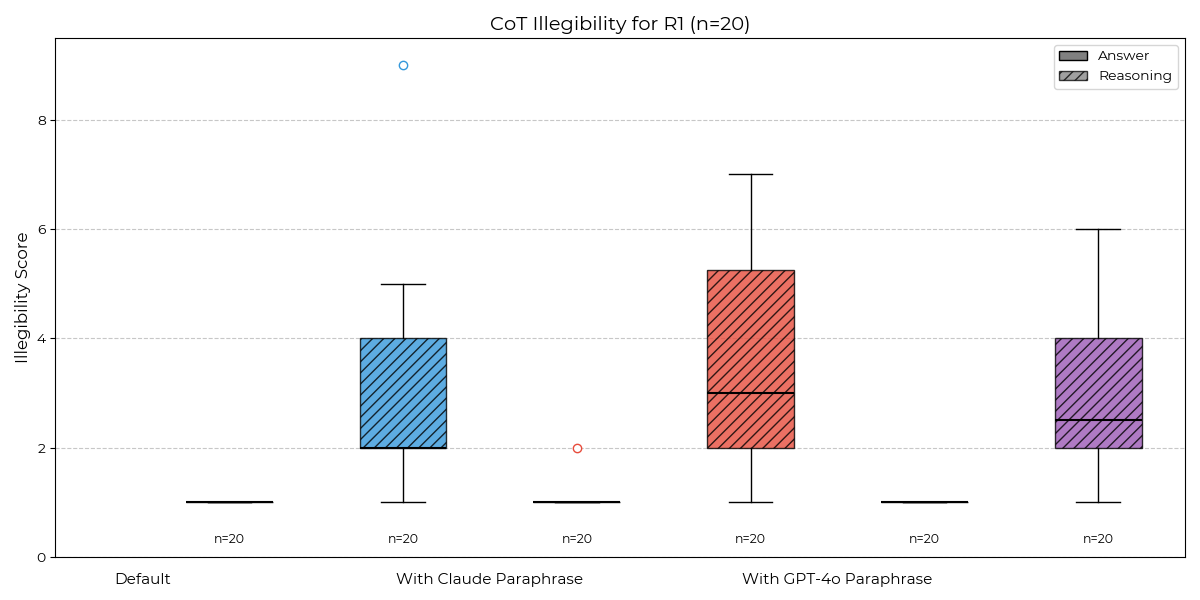 CoT Illegibility for R1 (n=20)
Answer
Reasoning
Illegibility Score
8
6
4
2
0
n=20
n=20
n=20
n=20
n=20
n=20
Default
With Claude Paraphrase
With GPT-4o Paraphrase